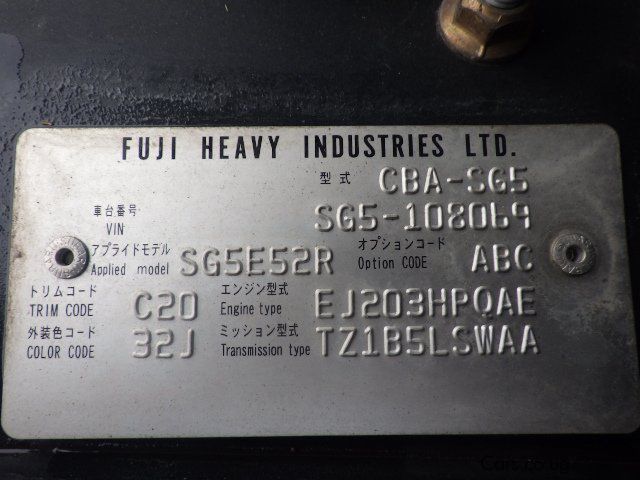 FUJI HEAVY INDUSTRIES LTD.
型式 CBA-SG5
車台番号 VIN SG5-108069
アプライドモデル Applied model SG5E52R オプションコード Option CODE ABC
トリムコード TRIM CODE C20 エンジン型式 Engine type EJ203HPQAE
外装色コード COLOR CODE 32J ミッション型式 Transmission type TZ1B5LSWAA
Cars.co.ug